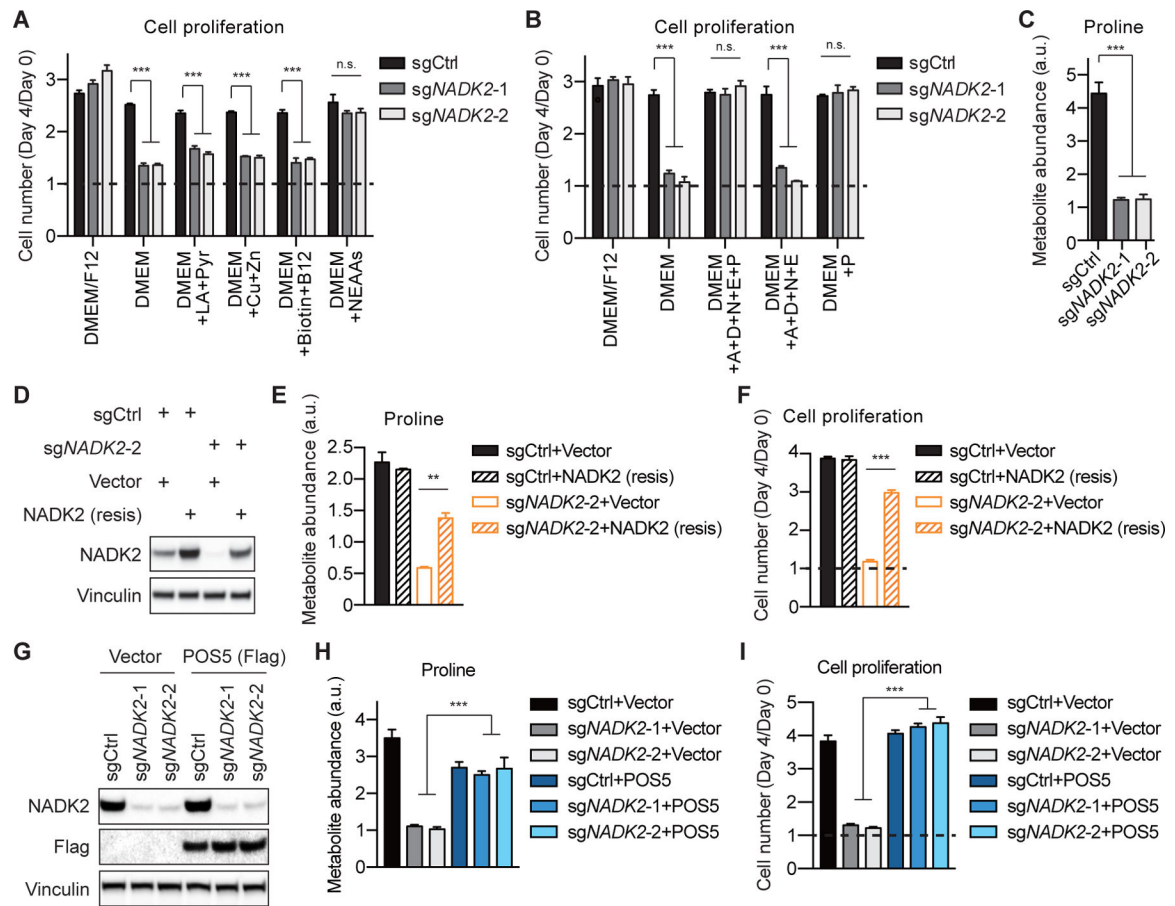 A
Cell proliferation
Cell number (Day 4/Day 0)
3
2
1
0
***
***
***
***
n.s.
DMEM/F12
DMEM
DMEM
+LA+Pyr
DMEM
+Cu+Zn
DMEM
+Biotin+B12
DMEM
+NEAAs
sgCtrl
sgNADK2-1
sgNADK2-2
B
Cell proliferation
Cell number (Day 4/Day 0)
3
2
1
0
***
n.s.
***
n.s.
DMEM/F12
DMEM
DMEM
+A+D+N+E+P
DMEM
+A+D+N+E
DMEM
+P
sgCtrl
sgNADK2-1
sgNADK2-2
C
Proline
Metabolite abundance (a.u.)
5
4
3
2
1
0
***
sgCtrl
sgNADK2-1
sgNADK2-2
D
sgCtrl + +
sgNADK2-2 + +
Vector + +
NADK2 (resis) + +
NADK2
Vinculin
E
Proline
Metabolite abundance (a.u.)
2.5
2.0
1.5
1.0
0.5
0
**
sgCtrl+Vector
sgCtrl+NADK2 (resis)
sgNADK2-2+Vector
sgNADK2-2+NADK2 (resis)
F
Cell proliferation
Cell number (Day 4/Day 0)
4
3
2
1
0
***
sgCtrl+Vector
sgCtrl+NADK2 (resis)
sgNADK2-2+Vector
sgNADK2-2+NADK2 (resis)
G
Vector POS5 (Flag)
sgCtrl
sgNADK2-1
sgNADK2-2
sgCtrl
sgNADK2-1
sgNADK2-2
NADK2
Flag
Vinculin
H
Proline
Metabolite abundance (a.u.)
4
3
2
1
0
***
sgCtrl+Vector
sgNADK2-1+Vector
sgNADK2-2+Vector
sgCtrl+POS5
sgNADK2-1+POS5
sgNADK2-2+POS5
I
Cell proliferation
Cell number (Day 4/Day 0)
5
4
3
2
1
0
***
sgCtrl+Vector
sgNADK2-1+Vector
sgNADK2-2+Vector
sgCtrl+POS5
sgNADK2-1+POS5
sgNADK2-2+POS5